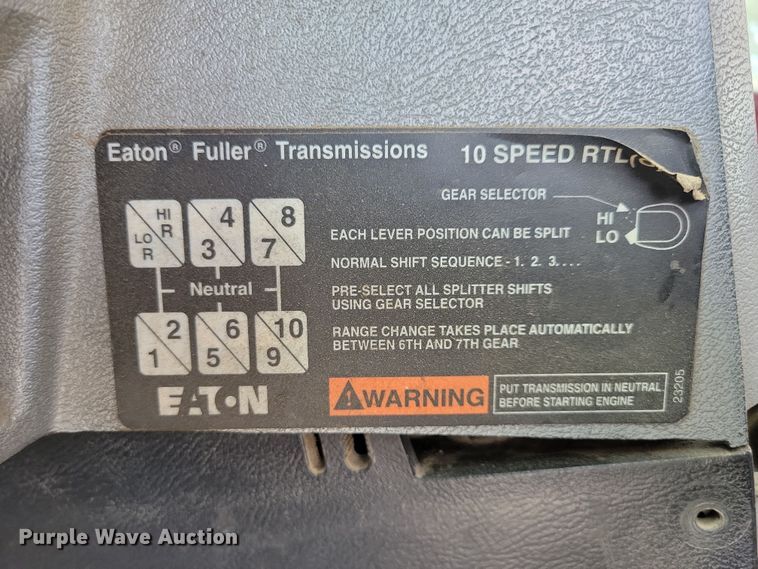 Eaton® Fuller® Transmissions 10 SPEED RTL
GEAR SELECTOR
HI
LO
HI
R
LO
R
4
3
8
7
EACH LEVER POSITION CAN BE SPLIT
NORMAL SHIFT SEQUENCE - 1. 2. 3. . . .
Neutral
PRE-SELECT ALL SPLITTER SHIFTS
USING GEAR SELECTOR
2
1
6
5
10
9
RANGE CHANGE TAKES PLACE AUTOMATICALLY
BETWEEN 6TH AND 7TH GEAR
EATON
WARNING
PUT TRANSMISSION IN NEUTRAL
BEFORE STARTING ENGINE
23205
Purple Wave Auction